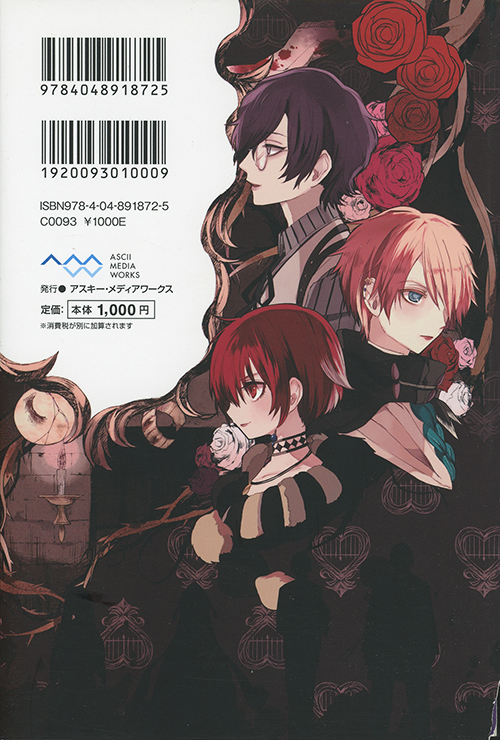 9784048918725
1920093010009
ISBN978-4-04-891872-5
C0093 ¥1000E
ASCII
MEDIA
WORKS
発行● アスキー・メディアワークス
定価: 本体 1,000 円
※消費税が別に加算されます